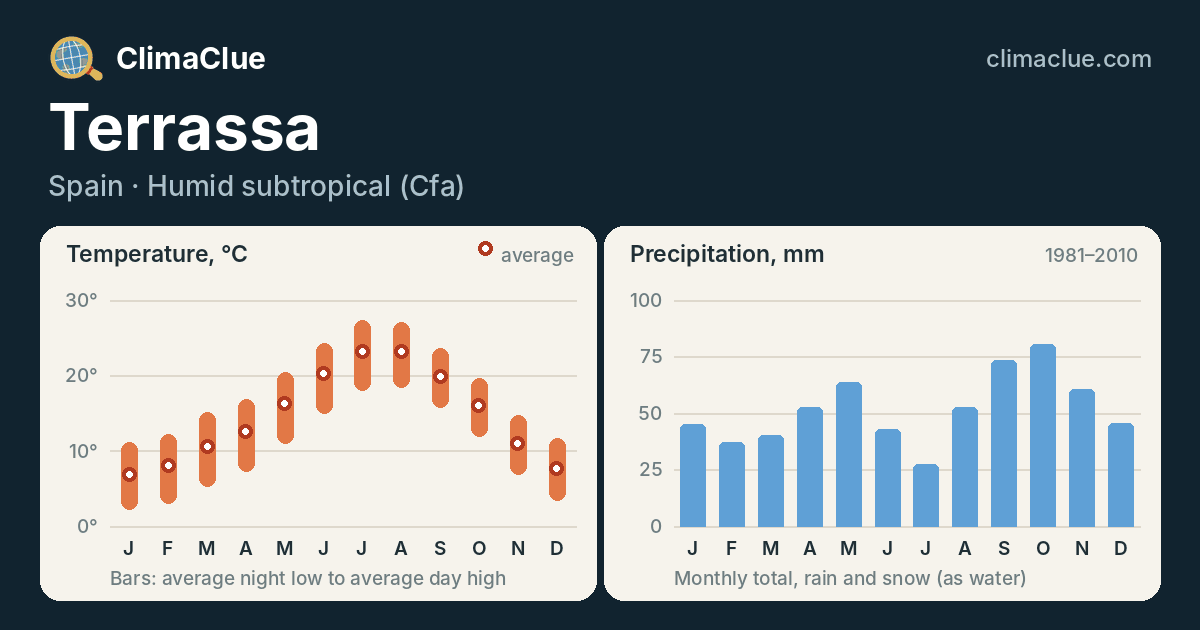 ClimaClue
climaclue.com
Terrassa
Spain · Humid subtropical (Cfa)
Temperature, °C
average
30°
20°
10°
0°
J F M A M J J A S O N D
Bars: average night low to average day high
Precipitation, mm
1981–2010
100
75
50
25
0
J F M A M J J A S O N D
Monthly total, rain and snow (as water)